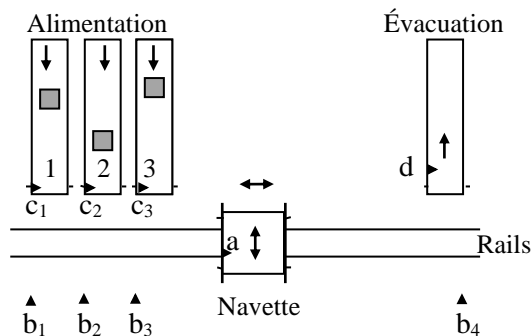 Alimentation
Évacuation
1 2 3
d
c₁ c₂ c₃
a
Rails
Navette
b₁ b₂ b₃ b₄